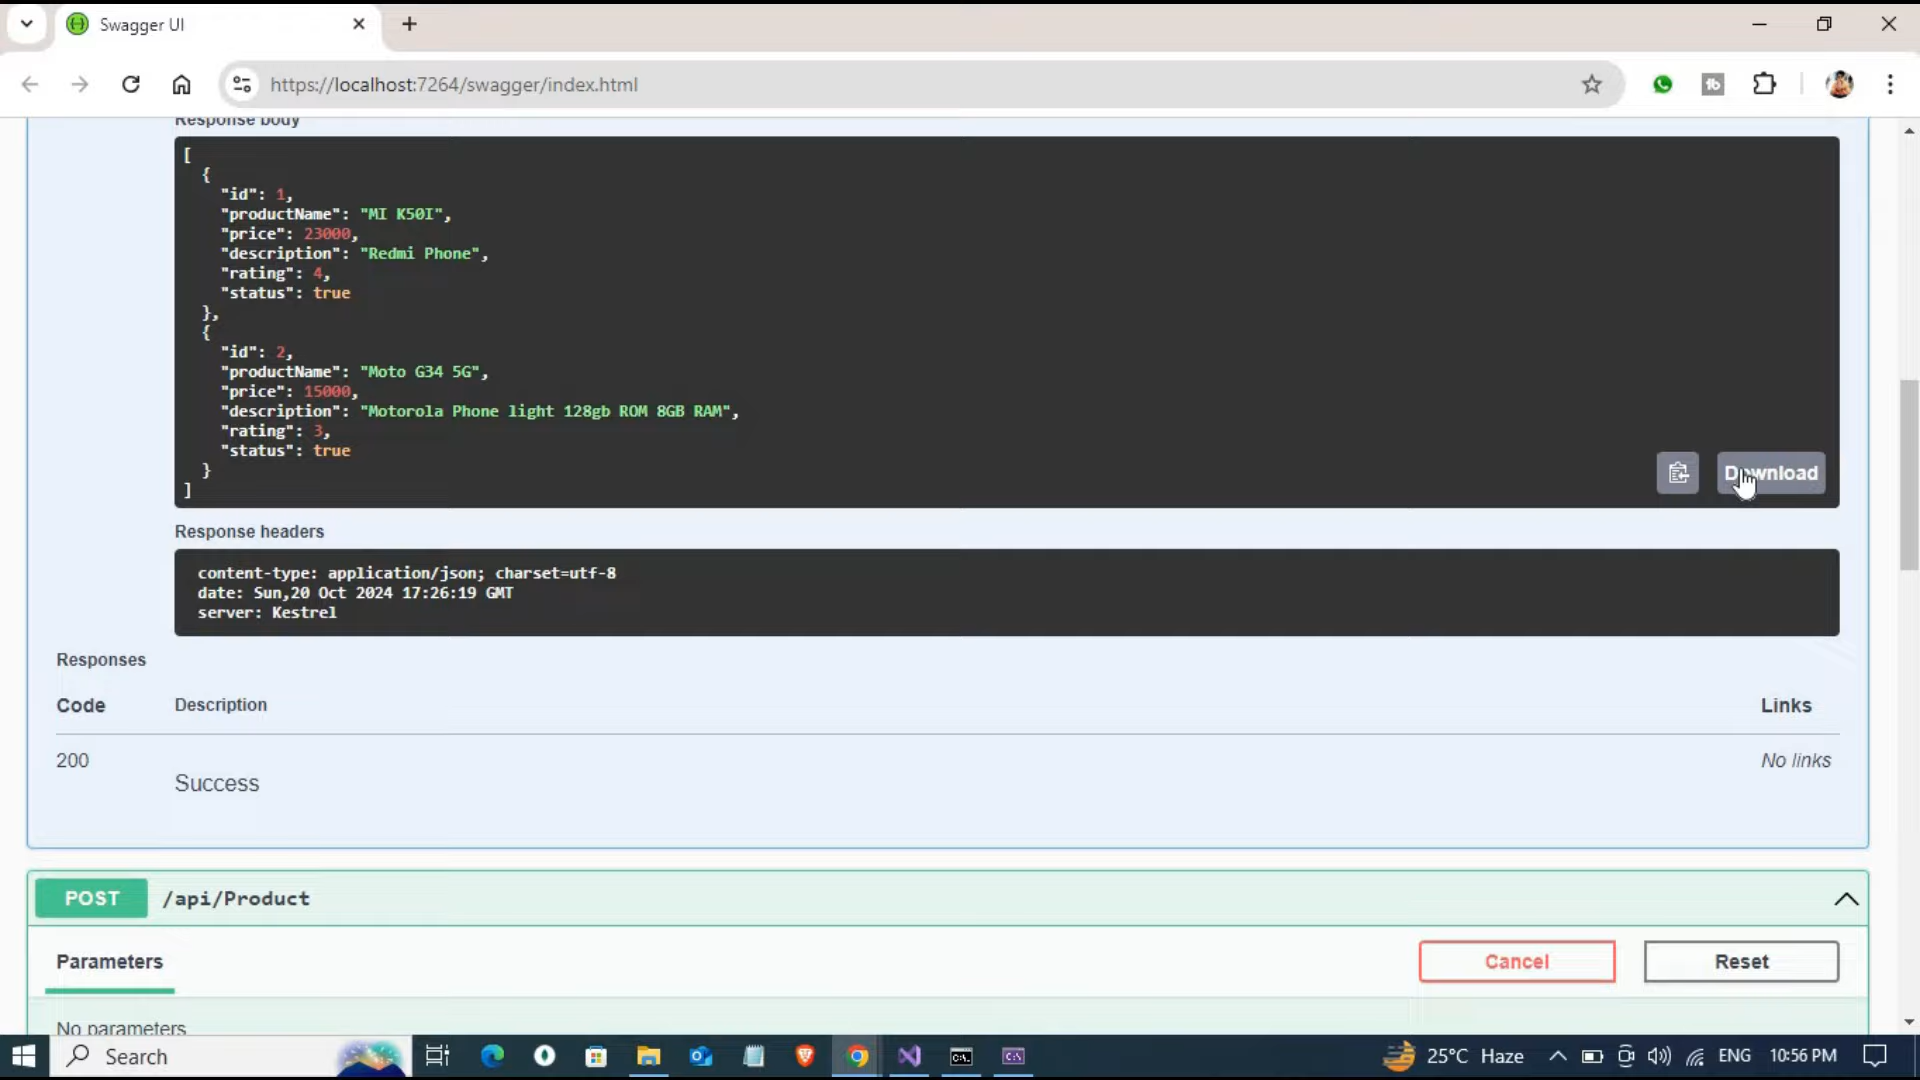 Swagger UI
https://localhost:7264/swagger/index.html
Response body
[
{
"id": 1,
"productName": "MI K50I",
"price": 23000,
"description": "Redmi Phone",
"rating": 4,
"status": true
},
{
"id": 2,
"productName": "Moto G34 5G",
"price": 15000,
"description": "Motorola Phone light 128gb ROM 8GB RAM",
"rating": 3,
"status": true
}
]
Download
Response headers
content-type: application/json; charset=utf-8
date: Sun,20 Oct 2024 17:26:19 GMT
server: Kestrel
Responses
Code Description Links
200 No links
Success
POST /api/Product
Parameters Cancel Reset
No parameters
Search 25°C Haze ENG 10:56 PM